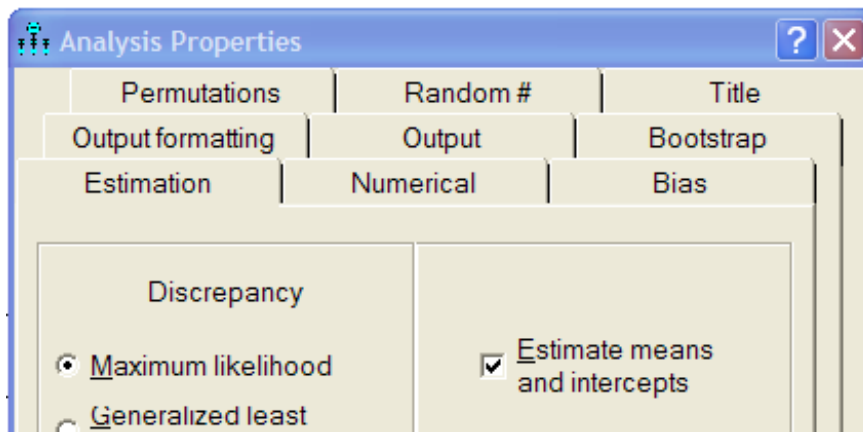 Analysis Properties
Permutations
Random #
Title
Output formatting
Output
Bootstrap
Estimation
Numerical
Bias
Discrepancy
Maximum likelihood
Generalized least
Estimate means
and intercepts